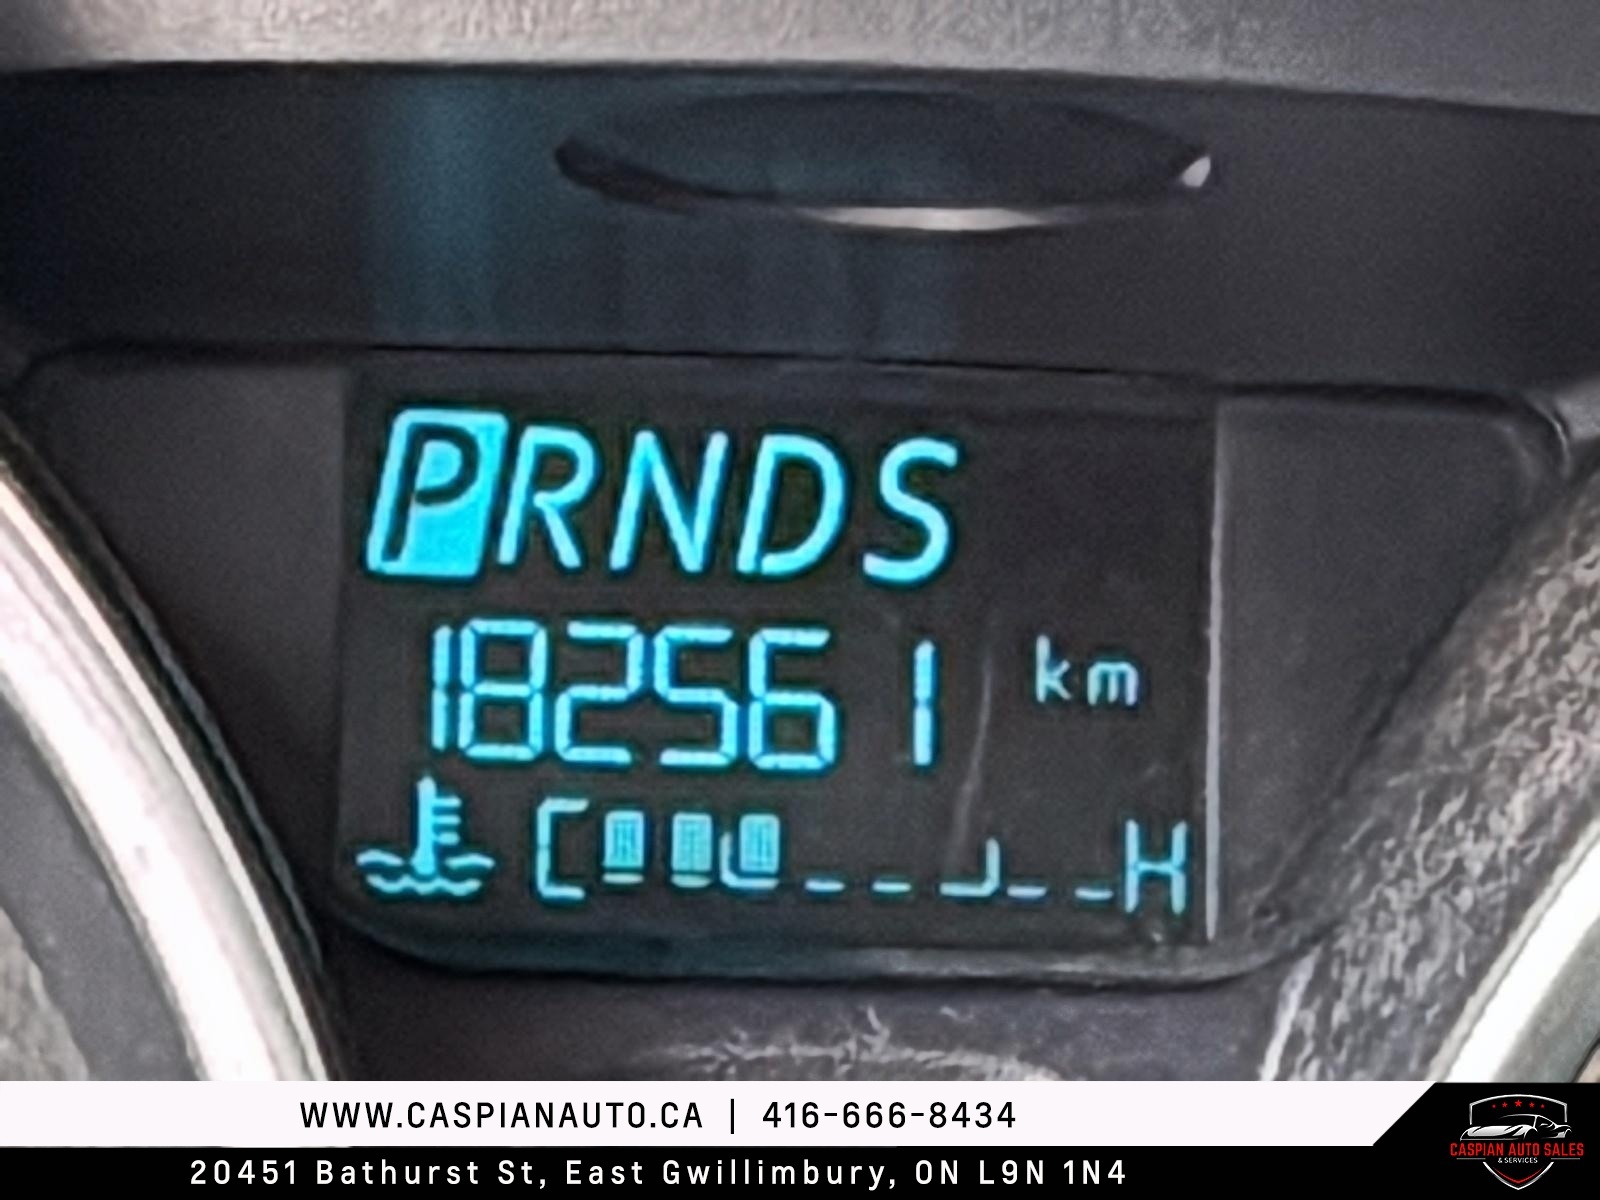 PRNDS
182561 km
C H
WWW.CASPIANAUTO.CA | 416-666-8434
20451 Bathurst St, East Gwillimbury, ON L9N 1N4
CASPIAN AUTO SALES
& SERVICES